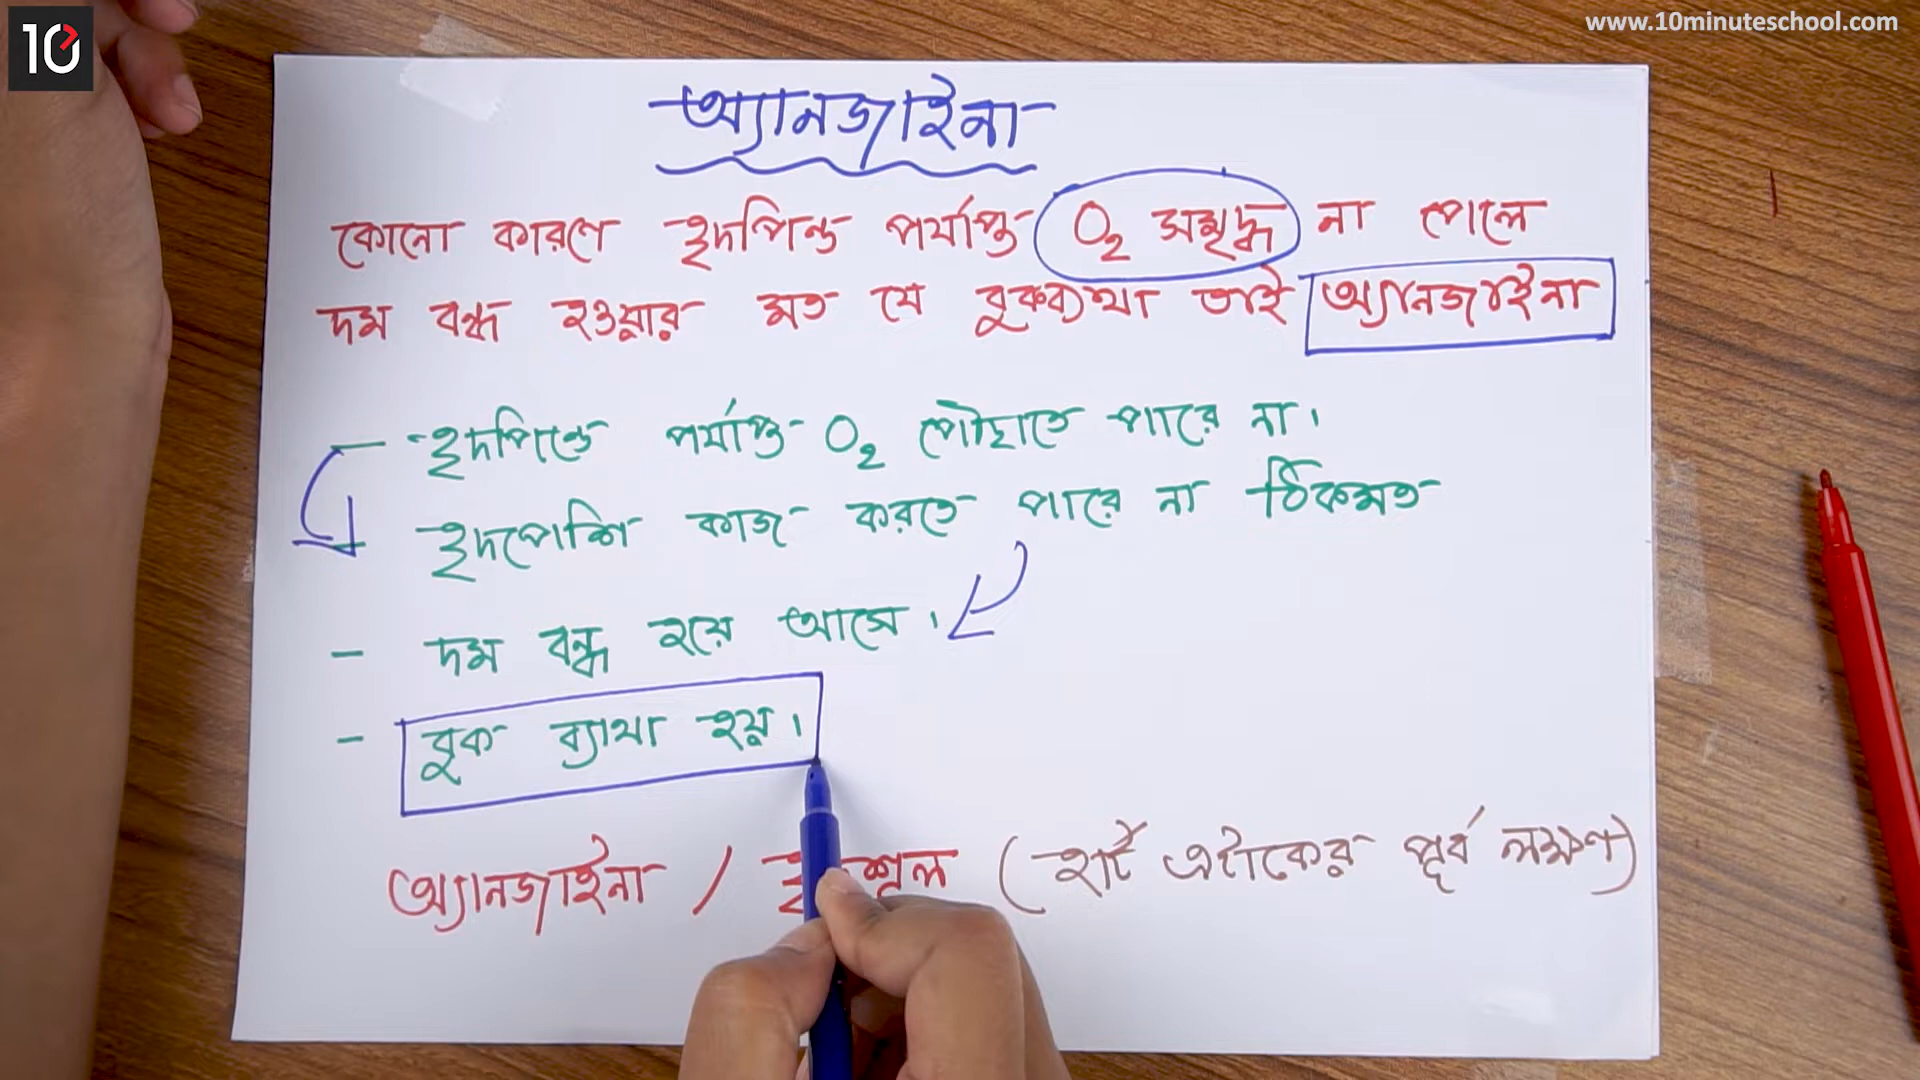 10
www.10minuteschool.com
অ্যানজাইনা
কোনো কারণে হৃদপিন্ড পর্যাপ্ত O₂ সমৃদ্ধ না পেলে
দম বন্ধ হওয়ার মত যে বুকব্যথা তাই অ্যানজাইনা
- হৃদপিন্ডে পর্যাপ্ত O₂ পৌছাতে পারে না।
- হৃদপেশি কাজ করতে পারে না ঠিকমত
- দম বন্ধ হয়ে আসে।
- বুক ব্যাথা হয়।
অ্যানজাইনা / (হার্ট এটাকের পূর্ব লক্ষণ)